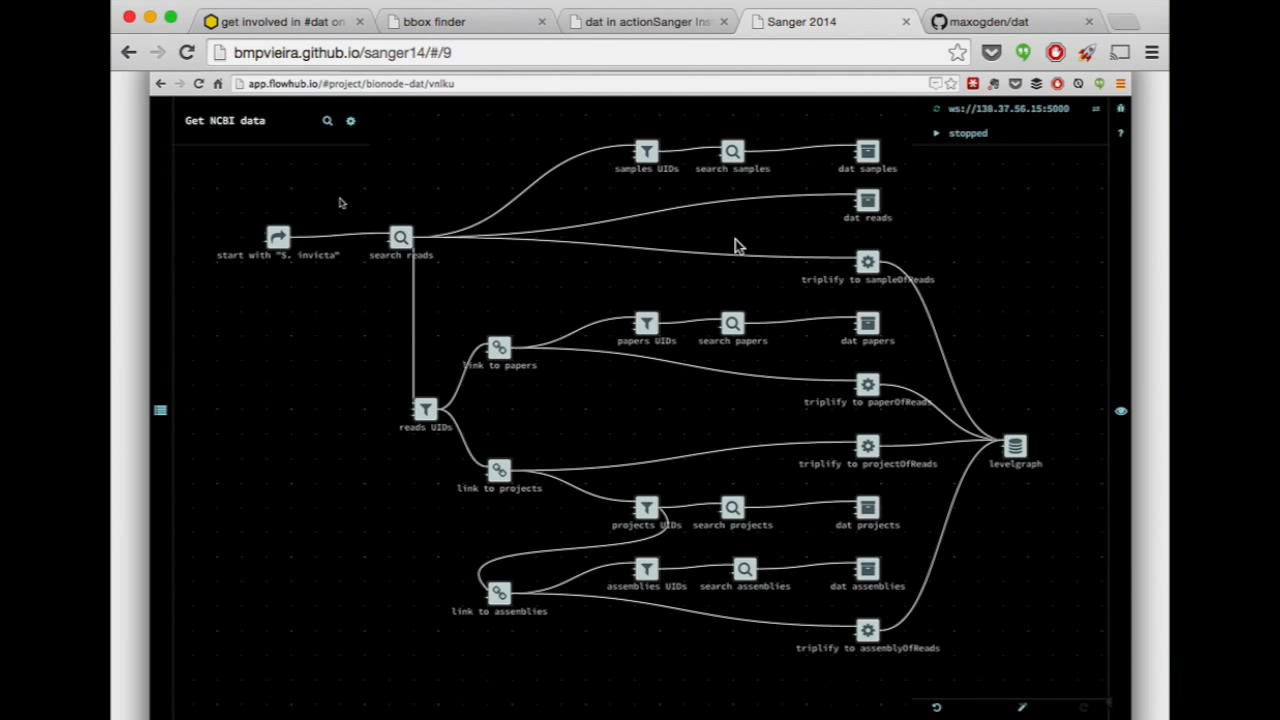 get involved in #dat on
bbox finder
dat in actionSanger Ins
Sanger 2014
maxogden/dat
bmpvieira.github.io/sanger14/#/9
app.flowhub.io/#project/bionode-dat/vnlku
Get NCBI data
ws://138.37.56.15:5000
stopped
?
samples UIDs
search samples
dat samples
dat reads
start with "S. invicta"
search reads
triplify to sampleOfReads
papers UIDs
search papers
dat papers
link to papers
triplify to paperOfReads
reads UIDs
triplify to projectOfReads
levelgraph
link to projects
projects UIDs
search projects
dat projects
assemblies UIDs
search assemblies
dat assemblies
link to assemblies
triplify to assemblyOfReads